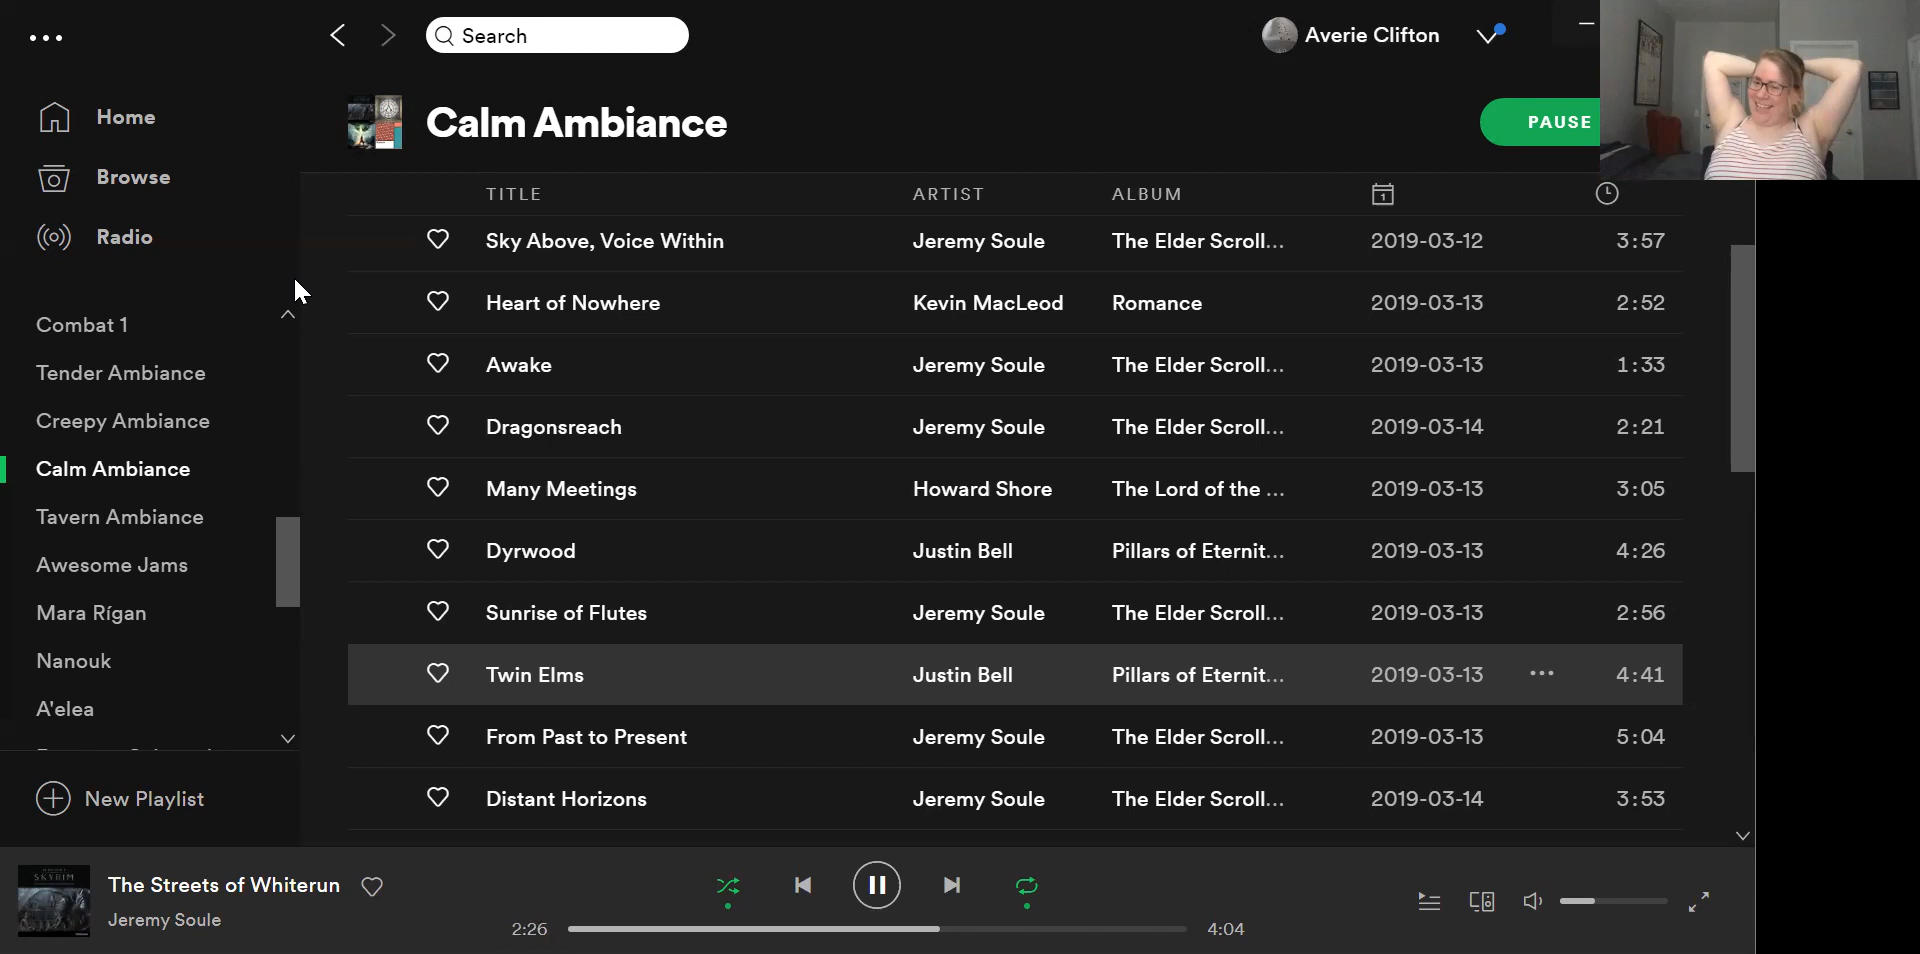 Search
Averie Clifton
Home
Browse
Radio
Combat 1
Tender Ambiance
Creepy Ambiance
Calm Ambiance
Tavern Ambiance
Awesome Jams
Mara Rígan
Nanouk
A'elea
New Playlist
Calm Ambiance
PAUSE
TITLE ARTIST ALBUM
Sky Above, Voice Within Jeremy Soule The Elder Scroll... 2019-03-12 3:57
Heart of Nowhere Kevin MacLeod Romance 2019-03-13 2:52
Awake Jeremy Soule The Elder Scroll... 2019-03-13 1:33
Dragonsreach Jeremy Soule The Elder Scroll... 2019-03-14 2:21
Many Meetings Howard Shore The Lord of the ... 2019-03-13 3:05
Dyrwood Justin Bell Pillars of Eternit... 2019-03-13 4:26
Sunrise of Flutes Jeremy Soule The Elder Scroll... 2019-03-13 2:56
Twin Elms Justin Bell Pillars of Eternit... 2019-03-13 4:41
From Past to Present Jeremy Soule The Elder Scroll... 2019-03-13 5:04
Distant Horizons Jeremy Soule The Elder Scroll... 2019-03-14 3:53
SKYRIM
The Streets of Whiterun
Jeremy Soule
2:26 4:04